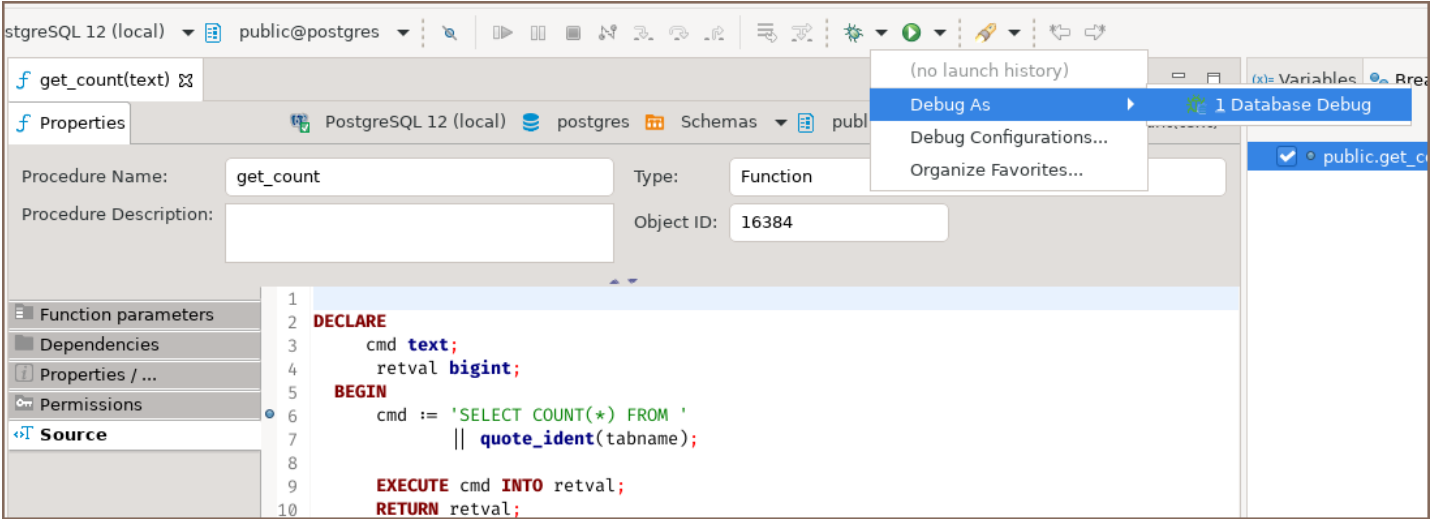 stgreSQL 12 (local) public@postgres
get_count(text)
(no launch history)
(x)= Variables
Debug As
1 Database Debug
Properties PostgreSQL 12 (local) postgres Schemas
Debug Configurations...
Organize Favorites...
public.get_c
Procedure Name: get_count Type: Function
Procedure Description: Object ID: 16384
Function parameters
Dependencies
Properties / ...
Permissions
Source
1
2 DECLARE
3 cmd text;
4 retval bigint;
5 BEGIN
6 cmd := 'SELECT COUNT(*) FROM '
7 || quote_ident(tabname);
8
9 EXECUTE cmd INTO retval;
10 RETURN retval;